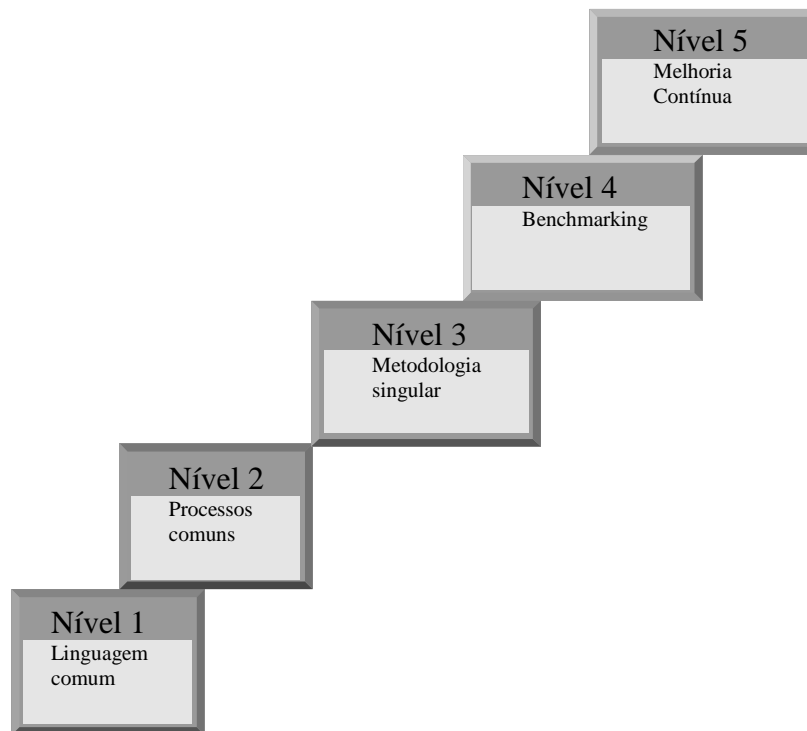 Nível 5
Melhoria
Contínua
Nível 4
Benchmarking
Nível 3
Metodologia
singular
Nível 2
Processos
comuns
Nível 1
Linguagem
comum